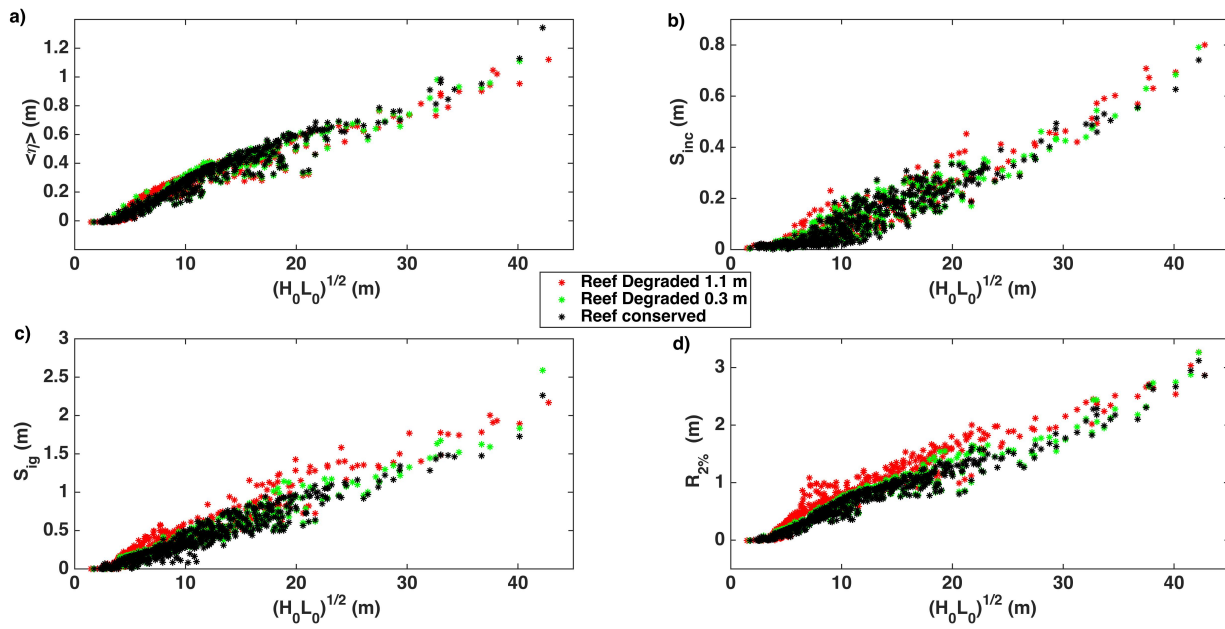 a)
1.2
1
0.8
0.6
0.4
0.2
0
<η> (m)
0 10 20 30 40
(H0L0)1/2 (m)
b)
0.8
0.6
0.4
0.2
0
Sinc (m)
0 10 20 30 40
(H0L0)1/2 (m)
Reef Degraded 1.1 m
Reef Degraded 0.3 m
Reef conserved
c)
3
2.5
2
1.5
1
0.5
0
Sig (m)
0 10 20 30 40
(H0L0)1/2 (m)
d)
3
2
1
0
R2% (m)
0 10 20 30 40
(H0L0)1/2 (m)